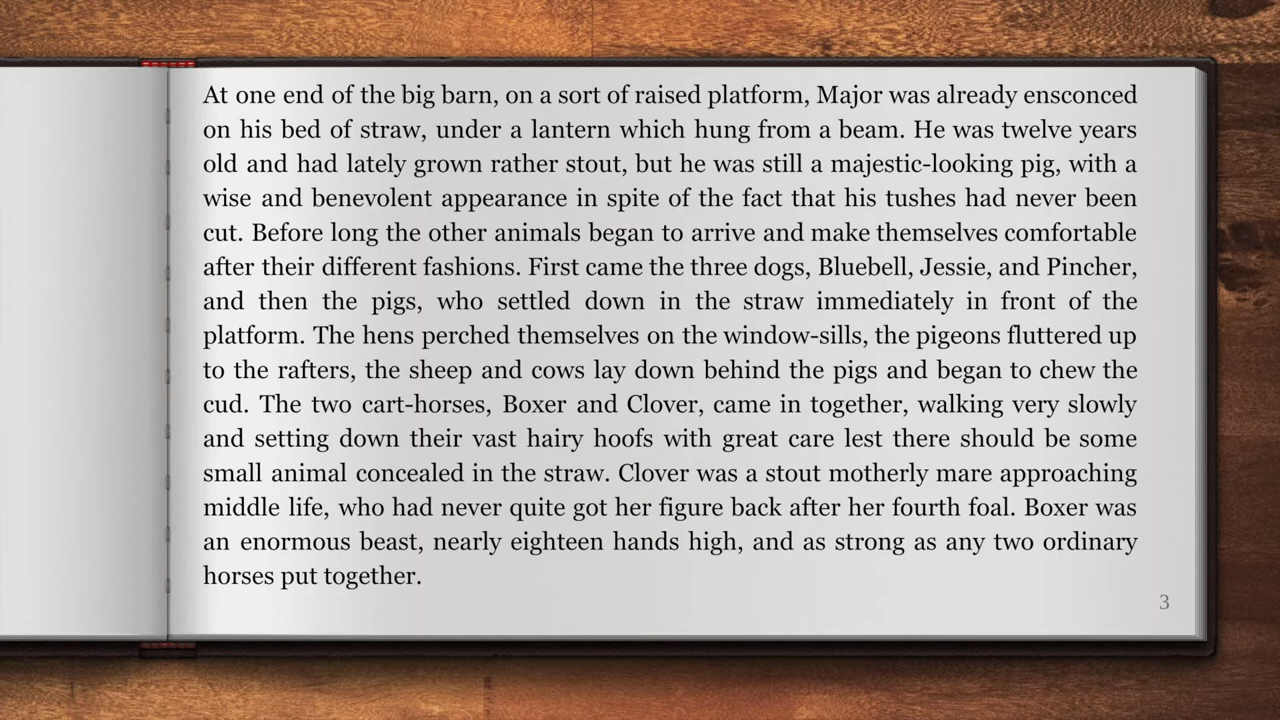 At one end of the big barn, on a sort of raised platform, Major was already ensconced
on his bed of straw, under a lantern which hung from a beam. He was twelve years
old and had lately grown rather stout, but he was still a majestic-looking pig, with a
wise and benevolent appearance in spite of the fact that his tushes had never been
cut. Before long the other animals began to arrive and make themselves comfortable
after their different fashions. First came the three dogs, Bluebell, Jessie, and Pincher,
and then the pigs, who settled down in the straw immediately in front of the
platform. The hens perched themselves on the window-sills, the pigeons fluttered up
to the rafters, the sheep and cows lay down behind the pigs and began to chew the
cud. The two cart-horses, Boxer and Clover, came in together, walking very slowly
and setting down their vast hairy hoofs with great care lest there should be some
small animal concealed in the straw. Clover was a stout motherly mare approaching
middle life, who had never quite got her figure back after her fourth foal. Boxer was
an enormous beast, nearly eighteen hands high, and as strong as any two ordinary
horses put together.
3